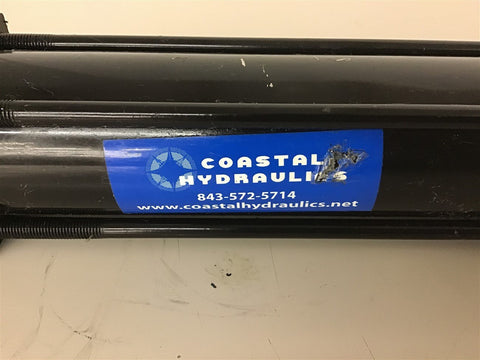 COASTAL
HYDRAULICS
843-572-5714
www.coastalhydraulics.net